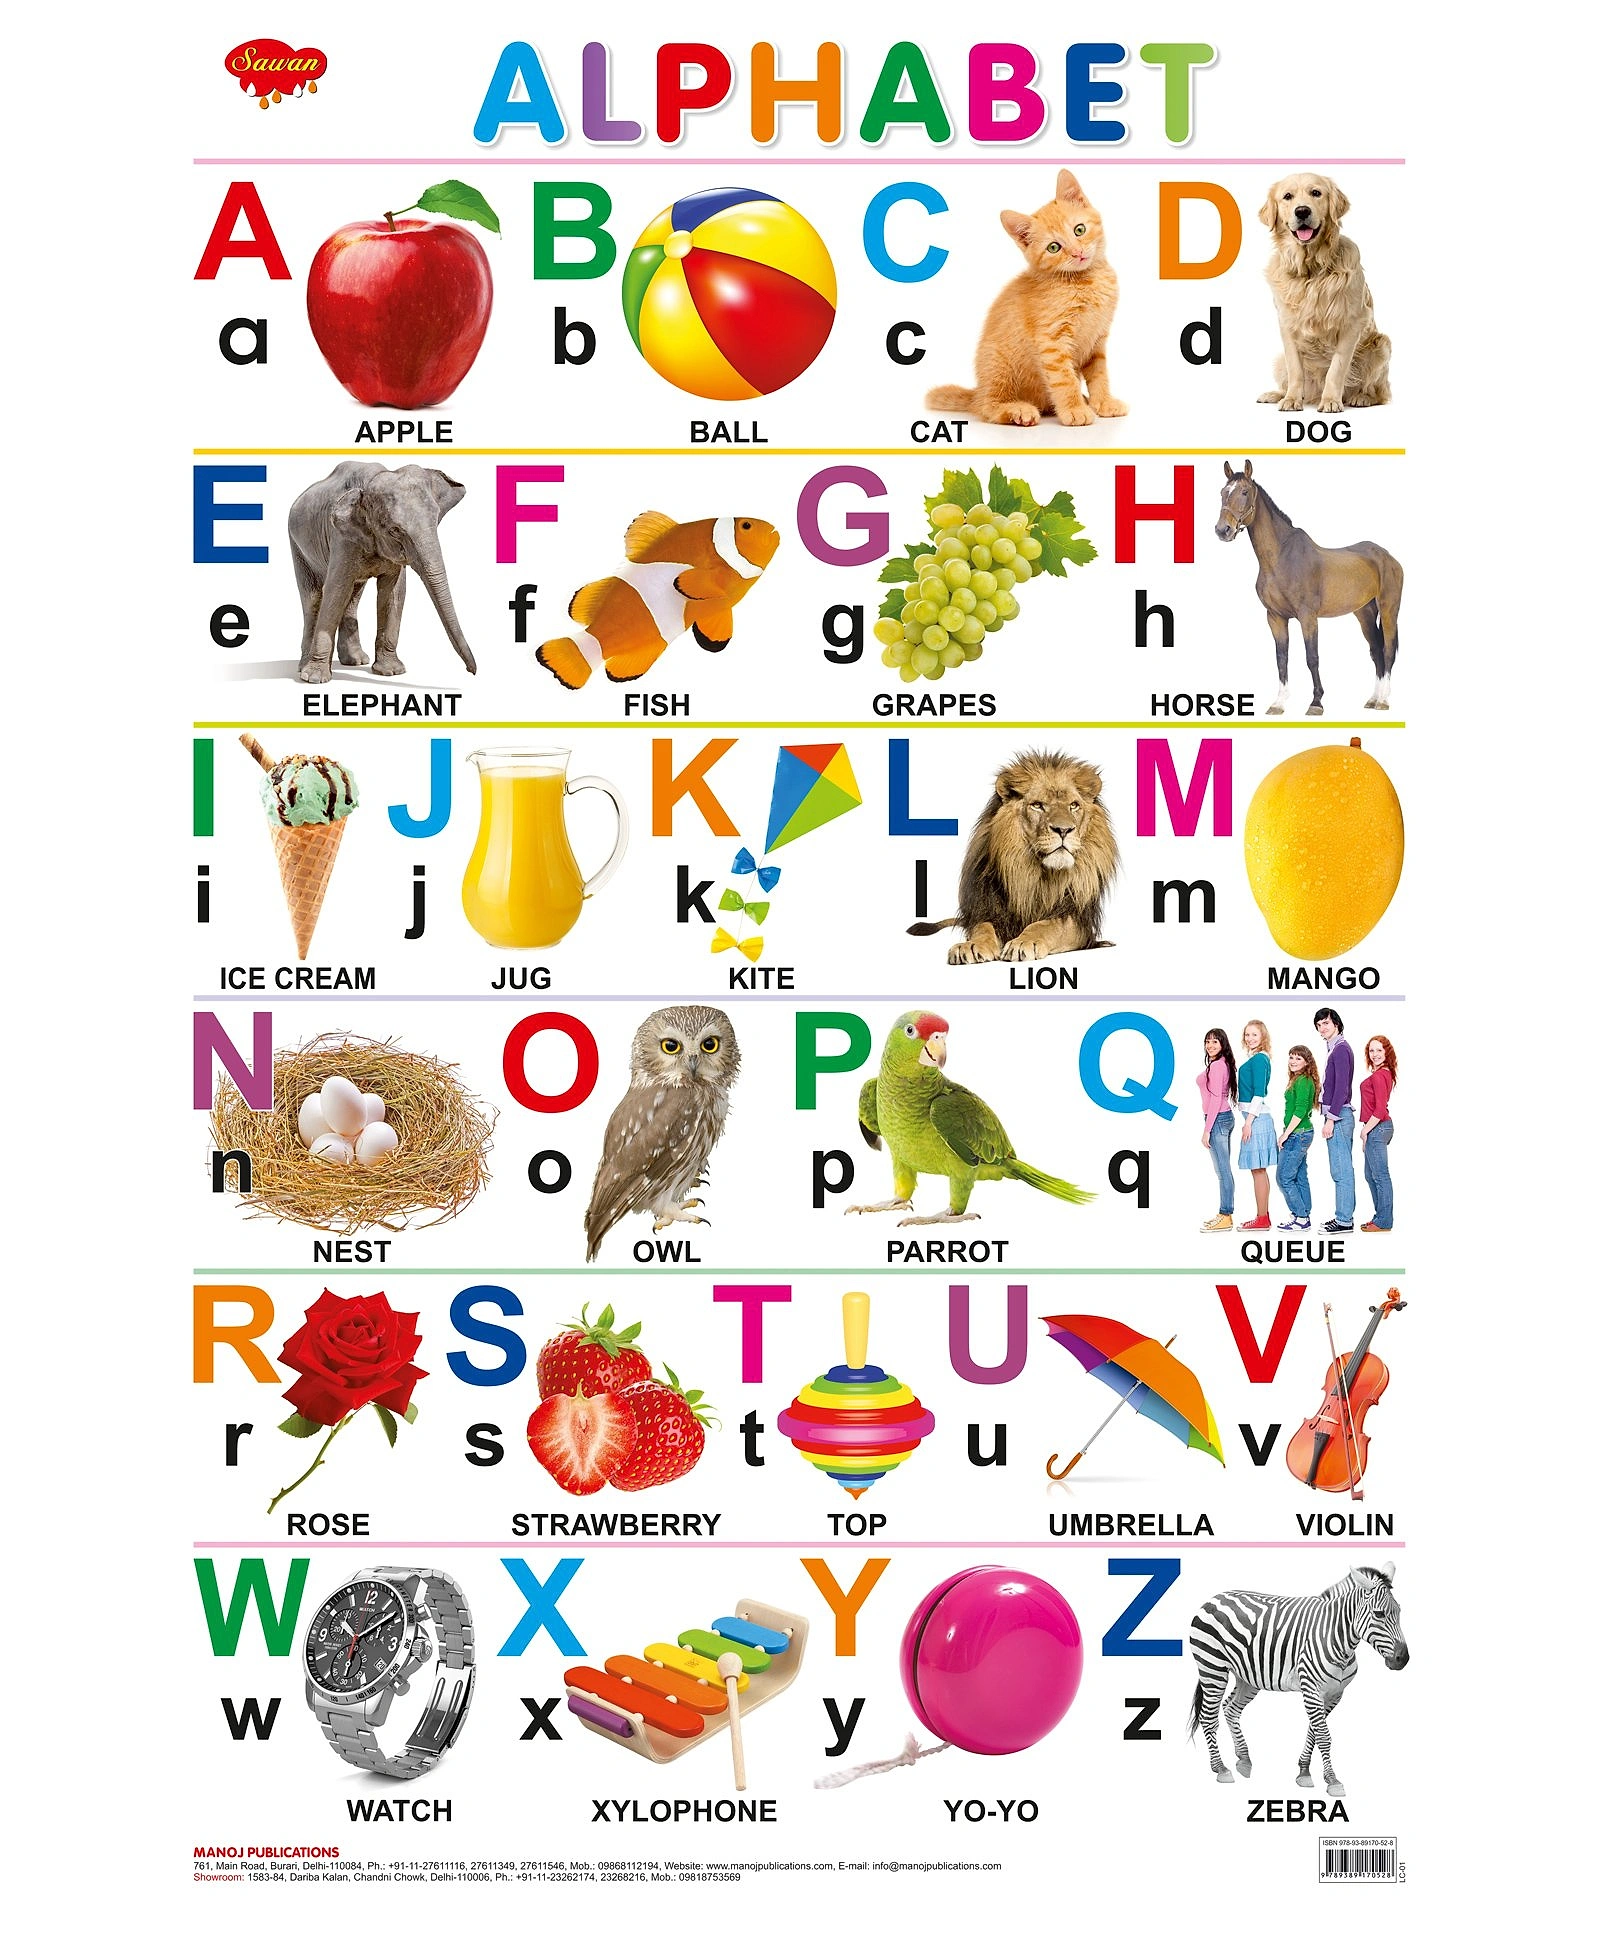 Sawan
ALPHABET
A B C D
a b c d
APPLE BALL CAT DOG
E F G H
e f g h
ELEPHANT FISH GRAPES HORSE
I J K L M
i j k l m
ICE CREAM JUG KITE LION MANGO
N O P Q
n o p q
NEST OWL PARROT QUEUE
R S T U V
r s t u v
ROSE STRAWBERRY TOP UMBRELLA VIOLIN
W X Y Z
w x y z
WATCH XYLOPHONE YO-YO ZEBRA
MANOJ PUBLICATIONS
761, Main Road, Burari, Delhi-110084, Ph.: +91-11-27611116, 27611349, 27611546, Mob.: 09868112194, Website: www.manojpublications.com, E-mail: info@manojpublications.com
Showroom: 1583-84, Dariba Kalan, Chandni Chowk, Delhi-110006, Ph.: +91-11-23262174, 23268216, Mob.: 09818753569
ISBN 978-93-89170-52-8
9 789389 170528
LC-01